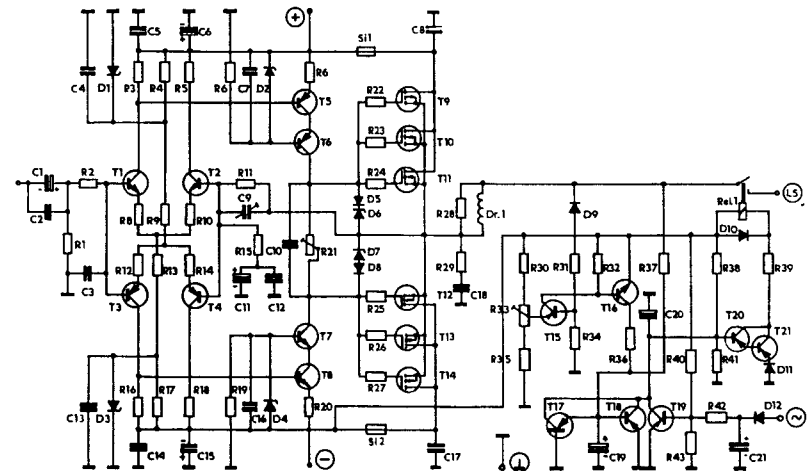 C5 C6 + Si1 C8
C4 D1 R3 R4 R5 R6 C7 D2 R6 T5 R22 T9
T6 R23 T10
C1 R2 T1 T2 R11 R24 T11
C2 R8 R9 R10 C9 D5 D6 R28 Dr.1 D9 Rel.1 LS
R1 R15 C10 R21 D7 D8 D10
C3 R12 R13 R14 R29 R30 R31 R32 R37 R38 R39
T3 T4 C11 C12 R25 T12 C18 R33 T15 T16 C20 T20 T21
T7 R26 T13 R34
T8 R27 T14 R35 R36 R40 R41 D11
C13 D3 R16 R17 R18 R19 C16 D4 R20 T17 T18 T19 R42 D12 ~
C14 C15 Si2 C17 C19 R43 C21
−